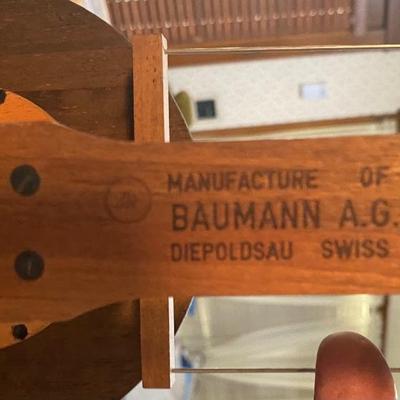 MANUFACTURE OF
BAUMANN A.G.
DIEPOLDSAU SWISS